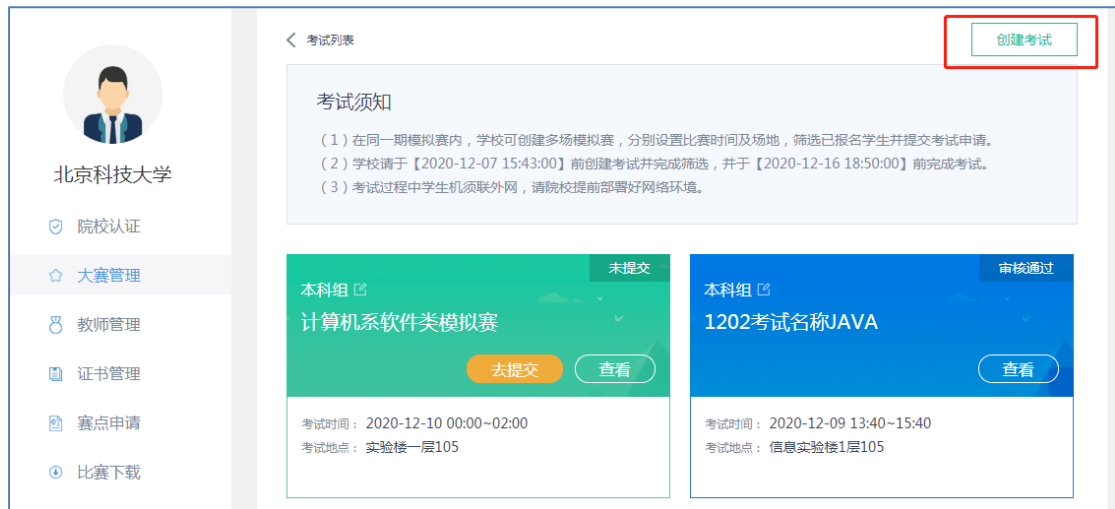 考试列表
创建考试
考试须知
（1）在同一期模拟赛内，学校可创建多场模拟赛，分别设置比赛时间及场地，筛选已报名学生并提交考试申请。
（2）学校请于【2020-12-07 15:43:00】前创建考试并完成筛选，并于【2020-12-16 18:50:00】前完成考试。
（3）考试过程中学生机须联外网，请院校提前部署好网络环境。
北京科技大学
院校认证
大赛管理
教师管理
证书管理
赛点申请
比赛下载
未提交
本科组
计算机系软件类模拟赛
去提交
查看
考试时间： 2020-12-10 00:00~02:00
考试地点： 实验楼一层105
审核通过
本科组
1202考试名称JAVA
查看
考试时间： 2020-12-09 13:40~15:40
考试地点： 信息实验楼1层105